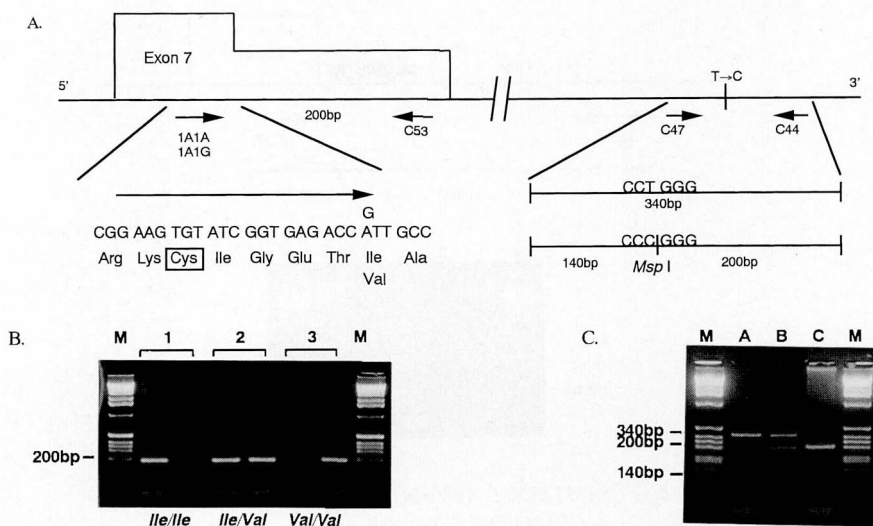 A.
Exon 7
T→C
5'
3'
200bp
1A1A
1A1G
C53
C47
C44
G
CGG AAG TGT ATC GGT GAG ACC ATT GCC
Arg Lys Cys Ile Gly Glu Thr Ile Ala
Val
CCT GGG
340bp
CCC GGG
140bp
200bp
Msp I
B.
M 1 2 3 M
200bp
Ile/Ile Ile/Val Val/Val
C.
M A B C M
340bp
200bp
140bp